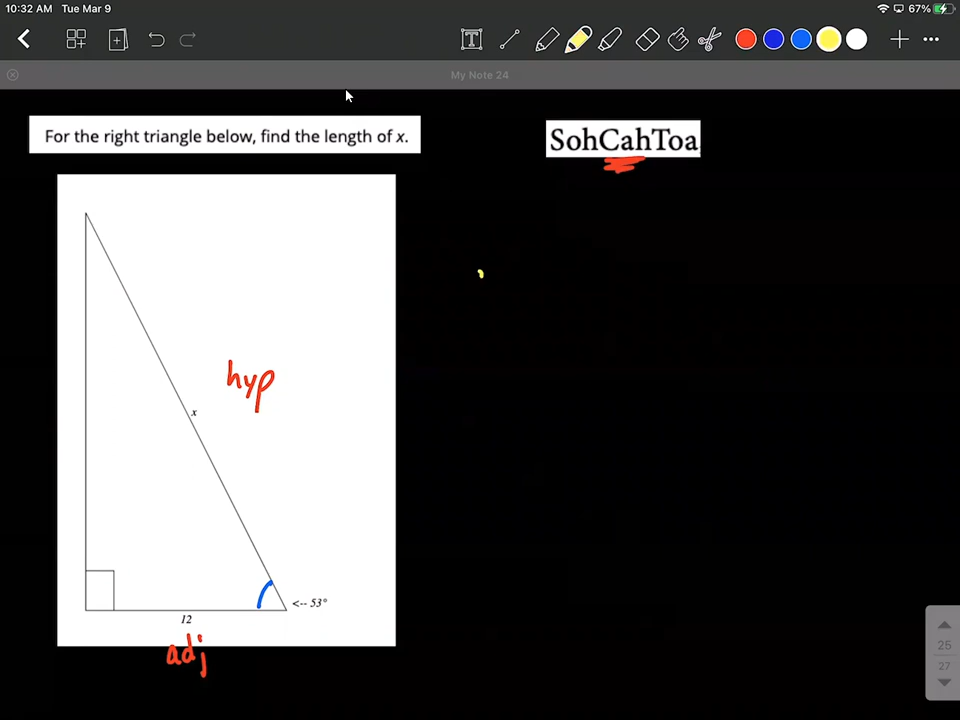 10:32 AM Tue Mar 9
67%
My Note 24
For the right triangle below, find the length of x.
SohCahToa
hyp
x
<-- 53°
12
adj
25
27